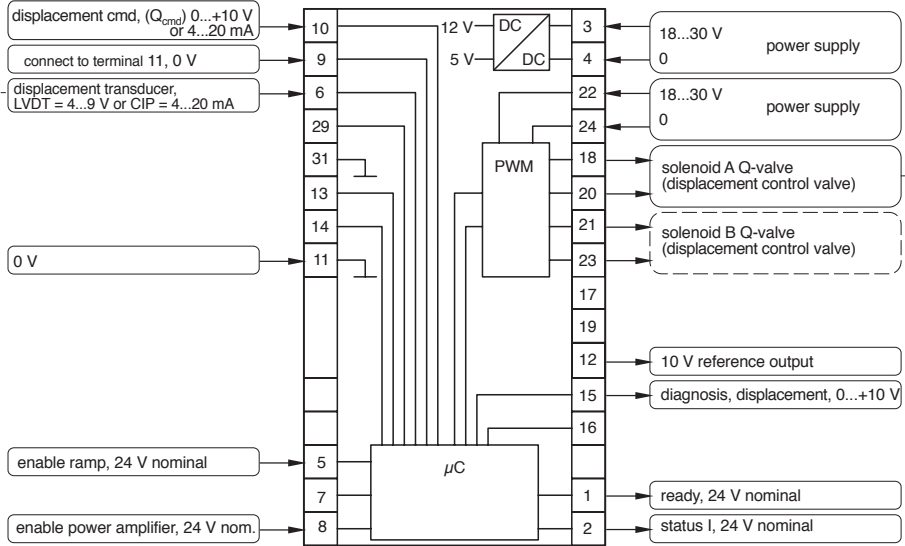 displacement cmd, (Qcmd) 0...+10 V
or 4...20 mA
connect to terminal 11, 0 V
displacement transducer,
LVDT = 4...9 V or CIP = 4...20 mA
0 V
enable ramp, 24 V nominal
enable power amplifier, 24 V nom.
10
9
6
29
31
13
14
11
5
7
8
12 V
5 V
DC
DC
PWM
µC
3
4
22
24
18
20
21
23
17
19
12
15
16
1
2
18...30 V
0
power supply
18...30 V
0
power supply
solenoid A Q-valve
(displacement control valve)
solenoid B Q-valve
(displacement control valve)
10 V reference output
diagnosis, displacement, 0...+10 V
ready, 24 V nominal
status I, 24 V nominal